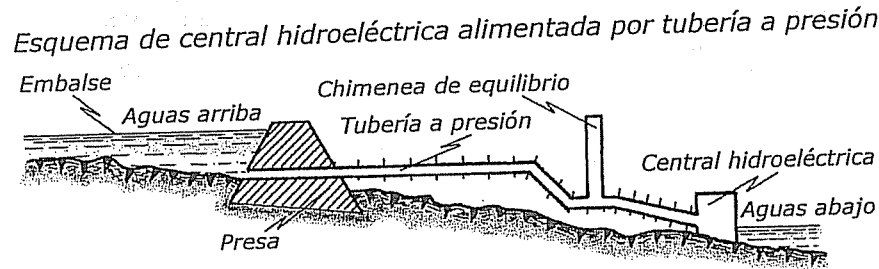 Esquema de central hidroeléctrica alimentada por tubería a presión
Embalse
Chimenea de equilibrio
Aguas arriba
Tubería a presión
Central hidroeléctrica
Aguas abajo
Presa